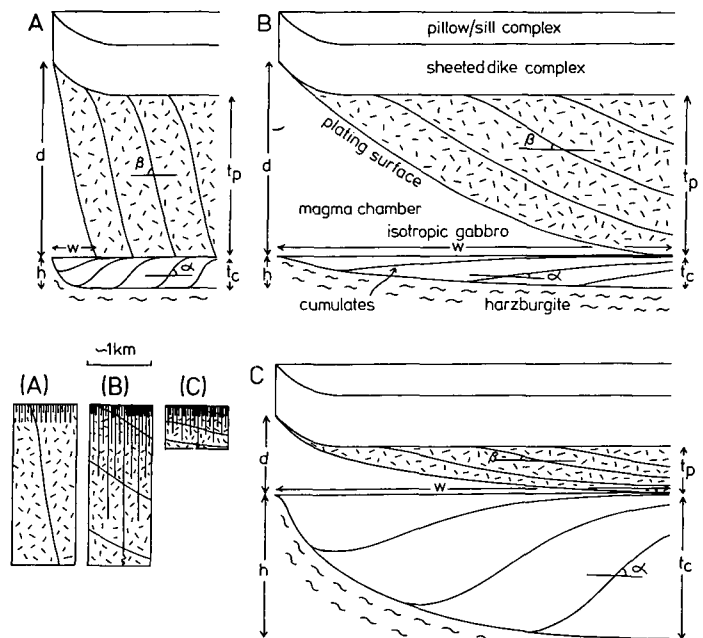 A
d
β
tp
w
h
α
tc
B
pillow/sill complex
sheeted dike complex
d
plating surface
β
tp
magma chamber
isotropic gabbro
w
h
α
tc
cumulates
harzburgite
~1km
(A)
(B)
(C)
C
d
β
tp
w
h
α
tc